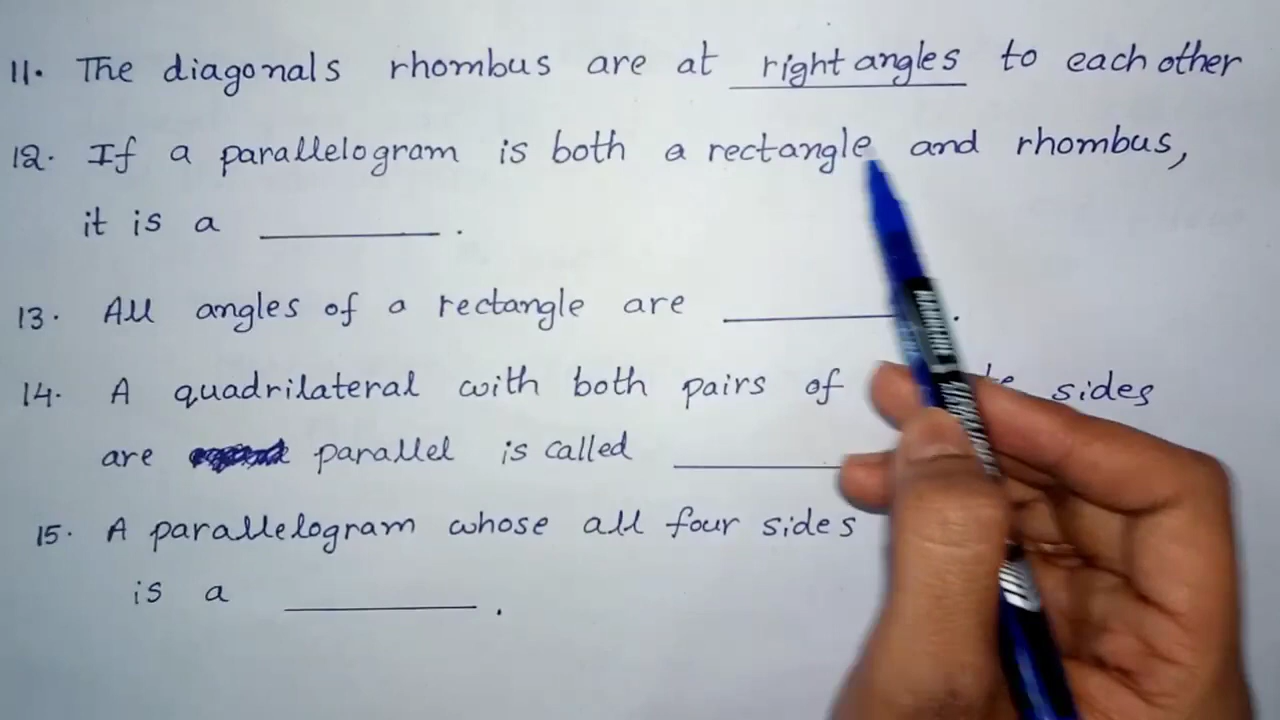 11. The diagonals rhombus are at right angles to each other
12. If a parallelogram is both a rectangle and rhombus,
it is a ________ .
13. All angles of a rectangle are ________ .
14. A quadrilateral with both pairs of sides
are parallel is called ________
15. A parallelogram whose all four sides
is a ________ .